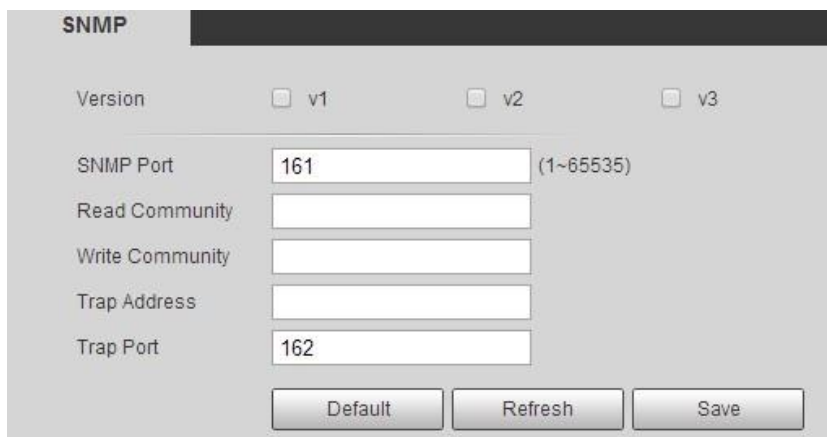 SNMP
Version v1 v2 v3
SNMP Port 161 (1~65535)
Read Community
Write Community
Trap Address
Trap Port 162
Default Refresh Save